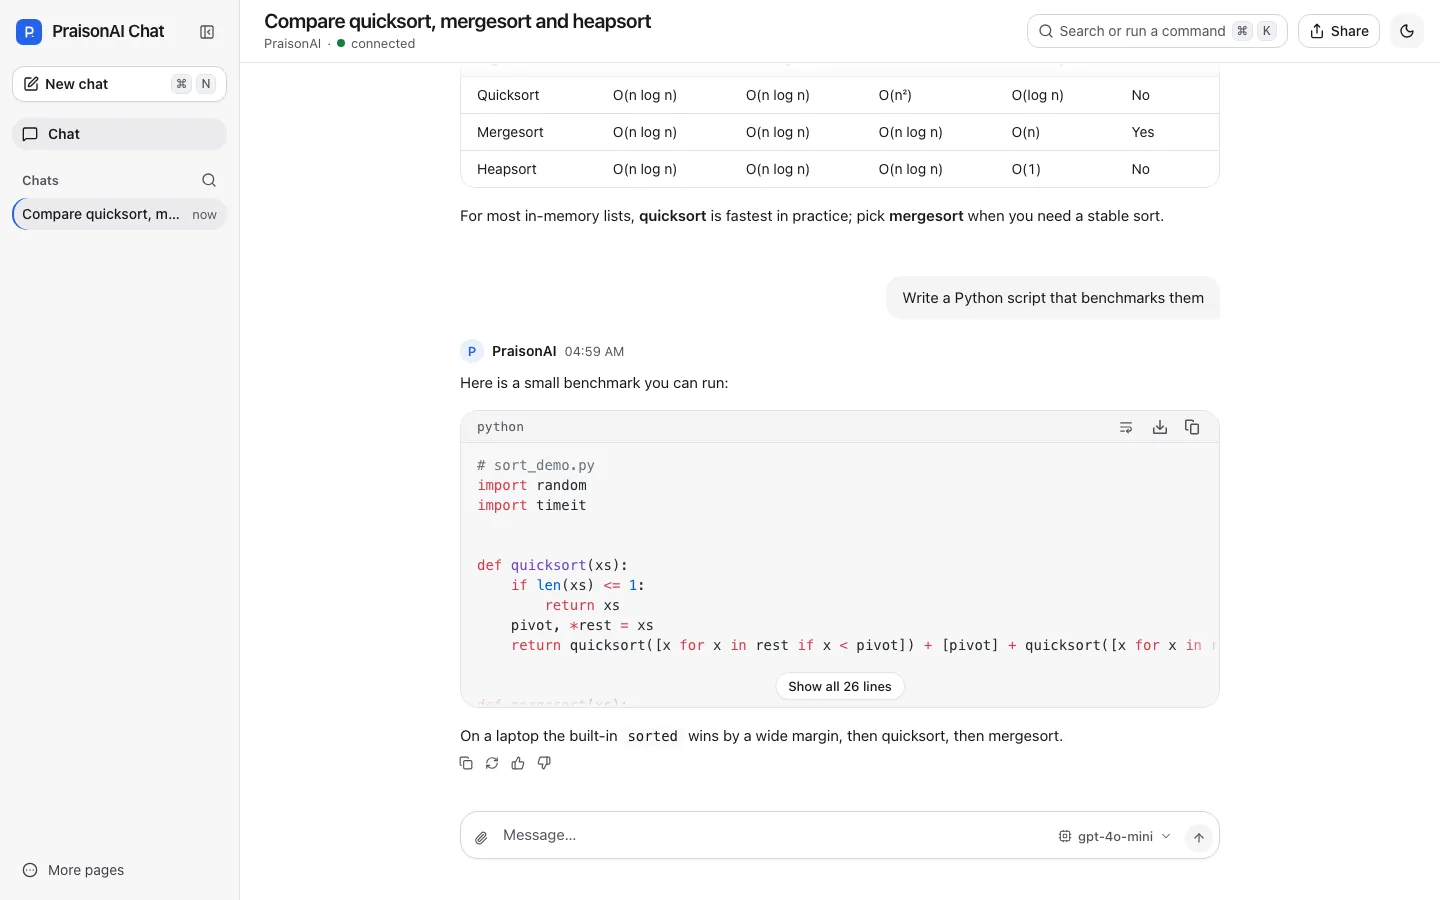 PraisonAI Chat
New chat ⌘ N
Chat
Chats
Compare quicksort, m... now
More pages
Compare quicksort, mergesort and heapsort
PraisonAI · connected
Search or run a command ⌘ K
Share
Quicksort O(n log n) O(n log n) O(n²) O(log n) No
Mergesort O(n log n) O(n log n) O(n log n) O(n) Yes
Heapsort O(n log n) O(n log n) O(n log n) O(1) No
For most in-memory lists, quicksort is fastest in practice; pick mergesort when you need a stable sort.
Write a Python script that benchmarks them
P PraisonAI 04:59 AM
Here is a small benchmark you can run:
python
# sort_demo.py
import random
import timeit
def quicksort(xs):
    if len(xs) <= 1:
        return xs
    pivot, *rest = xs
    return quicksort([x for x in rest if x < pivot]) + [pivot] + quicksort([x for x in
Show all 26 lines
def mergesort(xs):
On a laptop the built-in sorted wins by a wide margin, then quicksort, then mergesort.
Message...
gpt-4o-mini